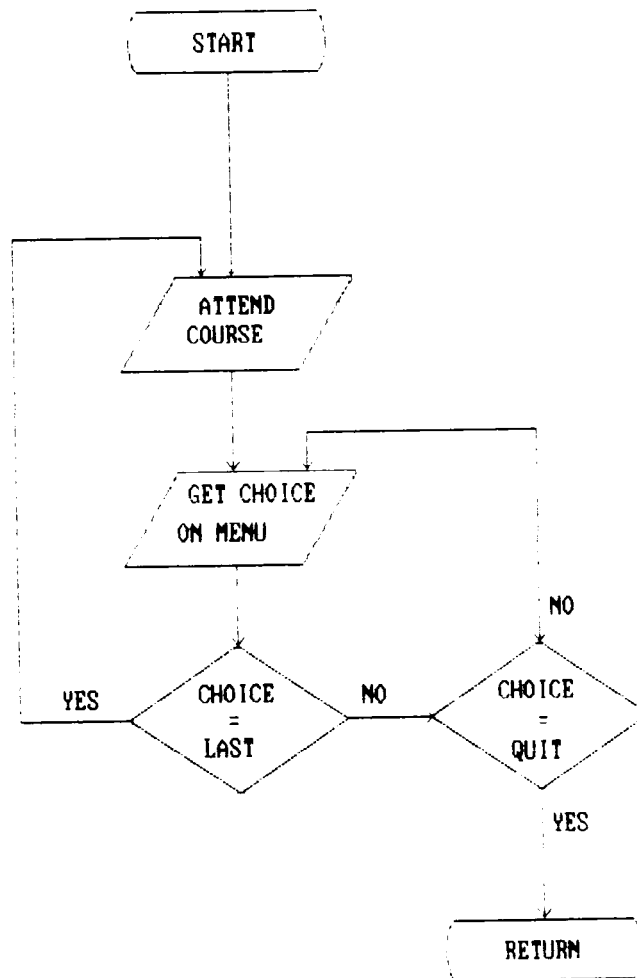 START
ATTEND
COURSE
GET CHOICE
ON MENU
NO
CHOICE
=
LAST
YES
NO
CHOICE
=
QUIT
YES
RETURN